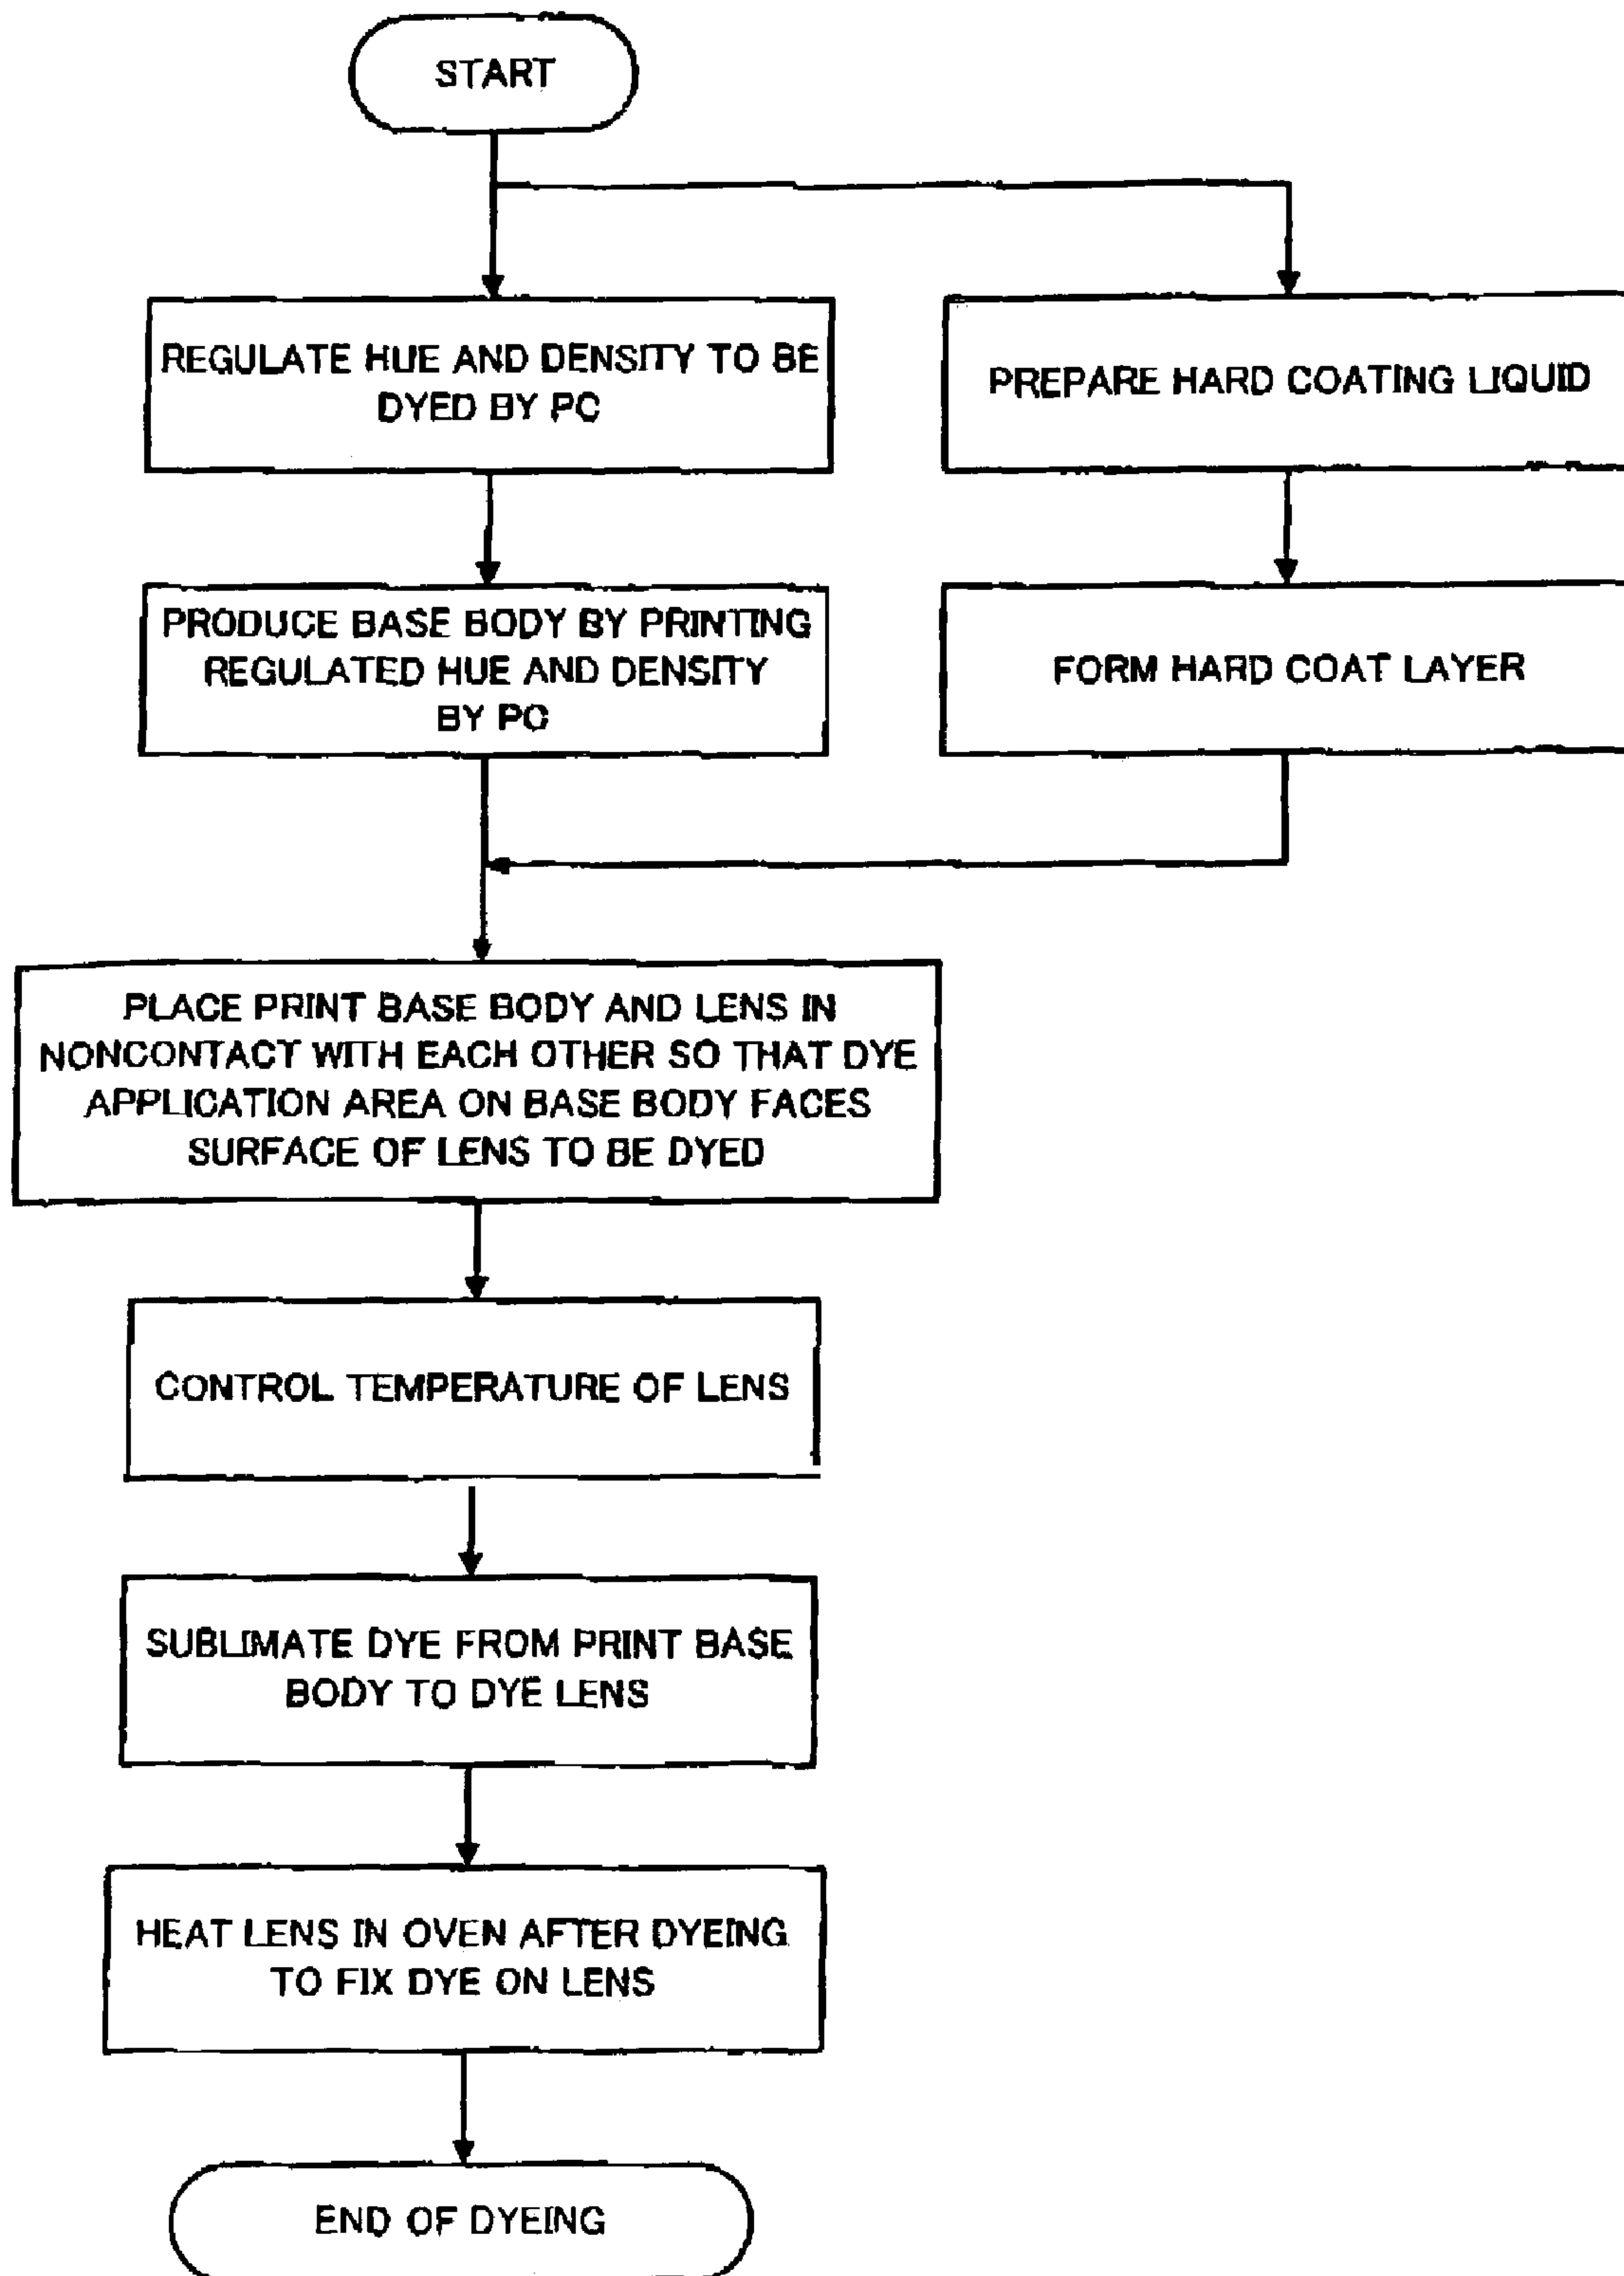 START
REGULATE HUE AND DENSITY TO BE
DYED BY PC
PREPARE HARD COATING LIQUID
PRODUCE BASE BODY BY PRINTING
REGULATED HUE AND DENSITY
BY PC
FORM HARD COAT LAYER
PLACE PRINT BASE BODY AND LENS IN
NONCONTACT WITH EACH OTHER SO THAT DYE
APPLICATION AREA ON BASE BODY FACES
SURFACE OF LENS TO BE DYED
CONTROL TEMPERATURE OF LENS
SUBLIMATE DYE FROM PRINT BASE
BODY TO DYE LENS
HEAT LENS IN OVEN AFTER DYEING
TO FIX DYE ON LENS
END OF DYEING